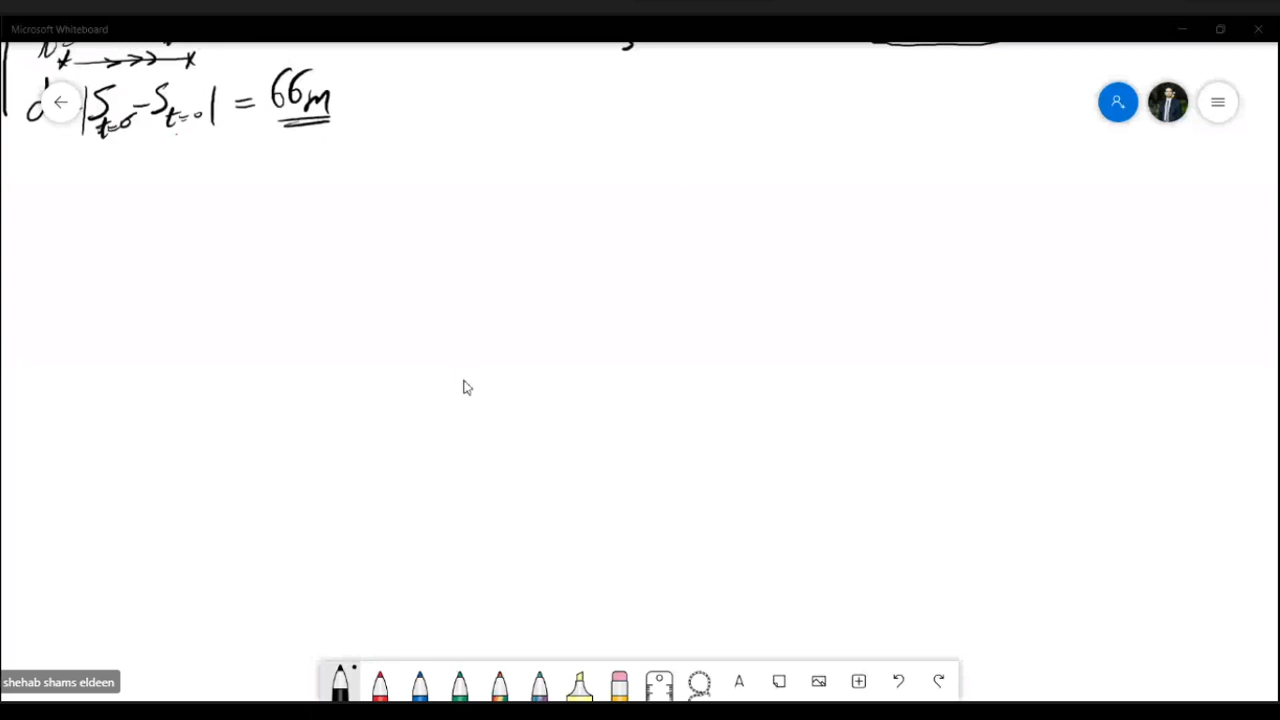 Microsoft Whiteboard
d |S_{t=6} - S_{t=0}| = 66m
A
shehab shams eldeen